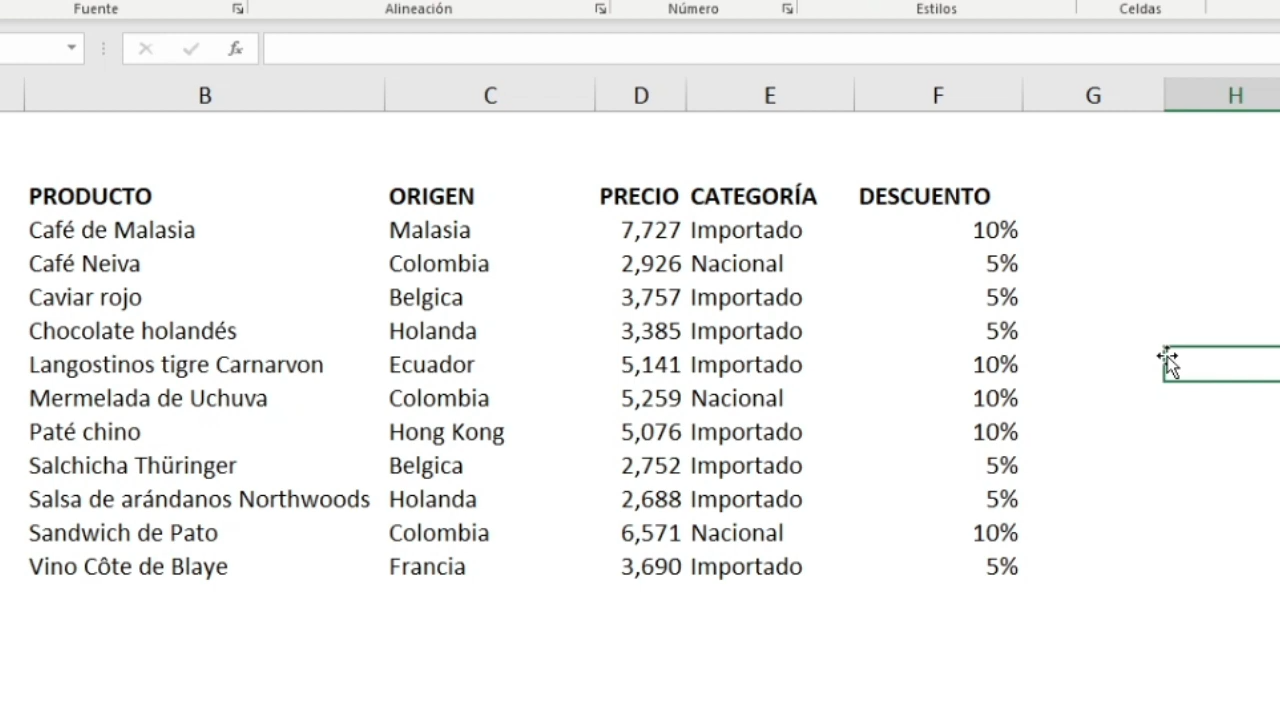 Fuente Alineación Número Estilos Celdas
fx
B C D E F G H
PRODUCTO ORIGEN PRECIO CATEGORÍA DESCUENTO
Café de Malasia Malasia 7,727 Importado 10%
Café Neiva Colombia 2,926 Nacional 5%
Caviar rojo Belgica 3,757 Importado 5%
Chocolate holandés Holanda 3,385 Importado 5%
Langostinos tigre Carnarvon Ecuador 5,141 Importado 10%
Mermelada de Uchuva Colombia 5,259 Nacional 10%
Paté chino Hong Kong 5,076 Importado 10%
Salchicha Thüringer Belgica 2,752 Importado 5%
Salsa de arándanos Northwoods Holanda 2,688 Importado 5%
Sandwich de Pato Colombia 6,571 Nacional 10%
Vino Côte de Blaye Francia 3,690 Importado 5%